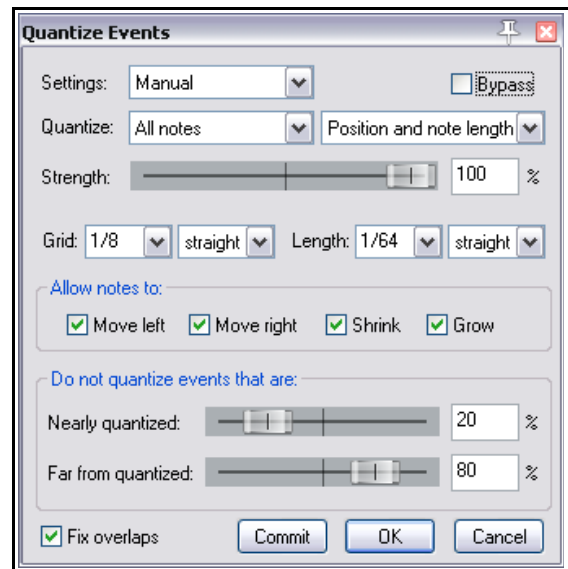 Quantize Events
Settings: Manual Bypass
Quantize: All notes Position and note length
Strength: 100 %
Grid: 1/8 straight Length: 1/64 straight
Allow notes to:
Move left Move right Shrink Grow
Do not quantize events that are:
Nearly quantized: 20 %
Far from quantized: 80 %
Fix overlaps Commit OK Cancel